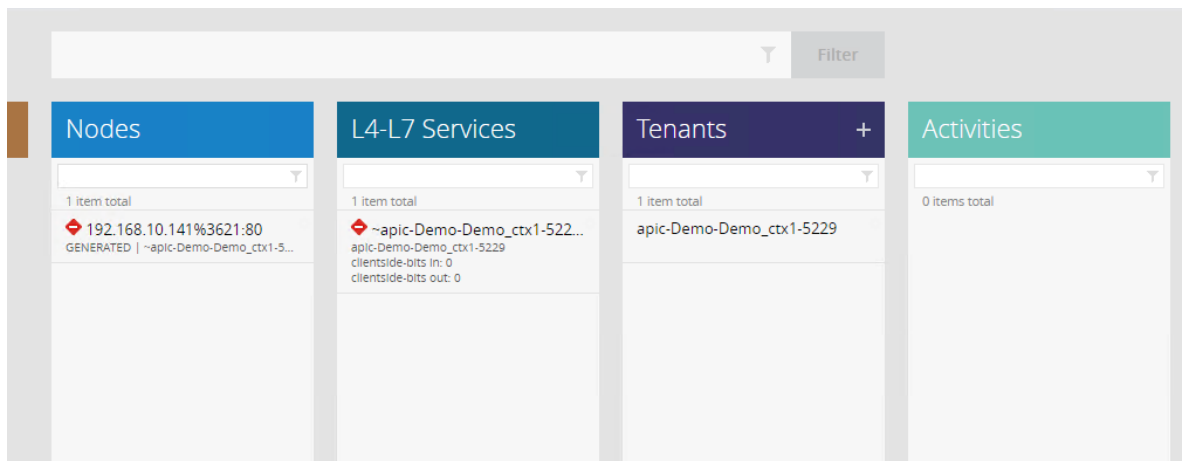 Filter
Nodes
1 item total
192.168.10.141%3621:80
GENERATED | ~apic-Demo-Demo_ctx1-5...
L4-L7 Services
1 item total
~apic-Demo-Demo_ctx1-522...
apic-Demo-Demo_ctx1-5229
clientside-bits in: 0
clientside-bits out: 0
Tenants +
1 item total
apic-Demo-Demo_ctx1-5229
Activities
0 items total